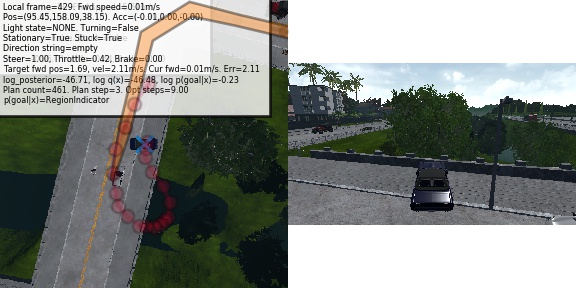 Local frame=429. Fwd speed=0.01m/s
Pos=(95.45,158.09,38.15). Acc=(-0.01,0.00,-0.00)
Light state=NONE. Turning=False
Stationary=True. Stuck=True
Direction string=empty
Steer=1.00, Throttle=0.42, Brake=0.00
Target fwd pos=1.69, vel=2.11m/s. Cur fwd=0.01m/s. Err=2.11
log_posterior=-46.71, log q(x)=-46.48, log p(goal|x)=-0.23
Plan count=461. Plan step=3. Opt steps=9.00
p(goal|x)=RegionIndicator